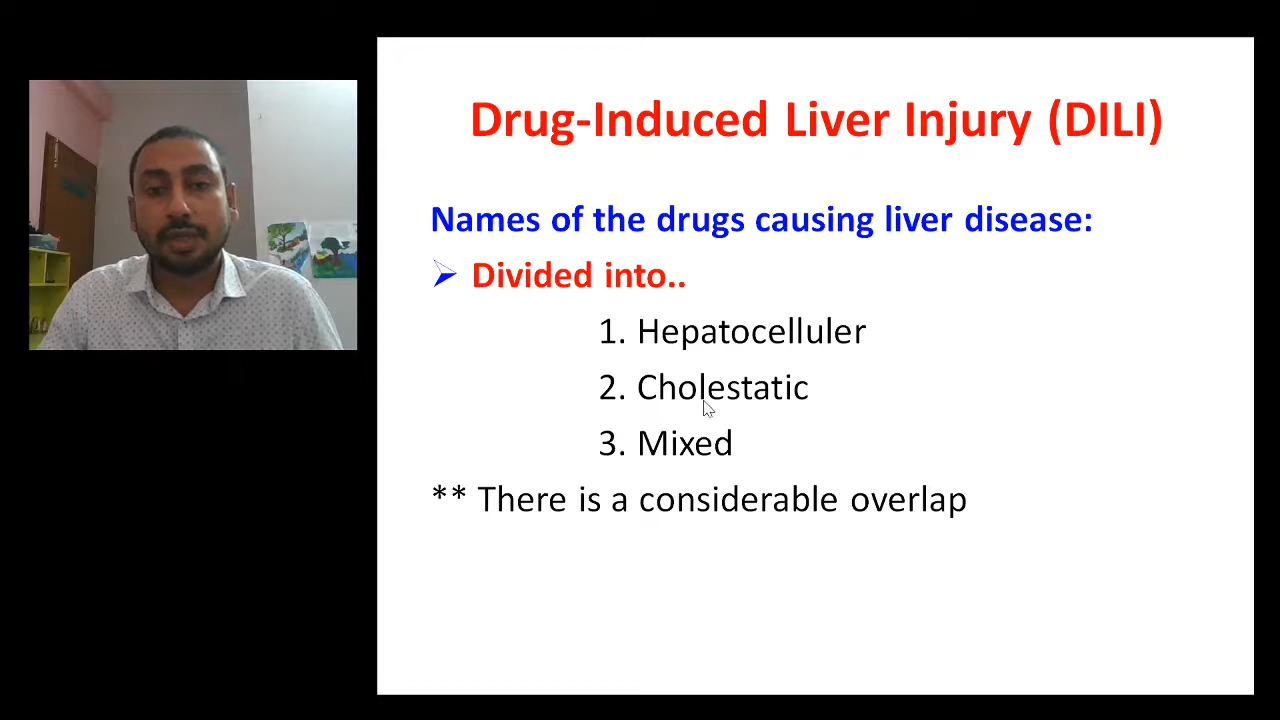 Drug-Induced Liver Injury (DILI)
Names of the drugs causing liver disease:
Divided into..
1. Hepatocelluler
2. Cholestatic
3. Mixed
** There is a considerable overlap